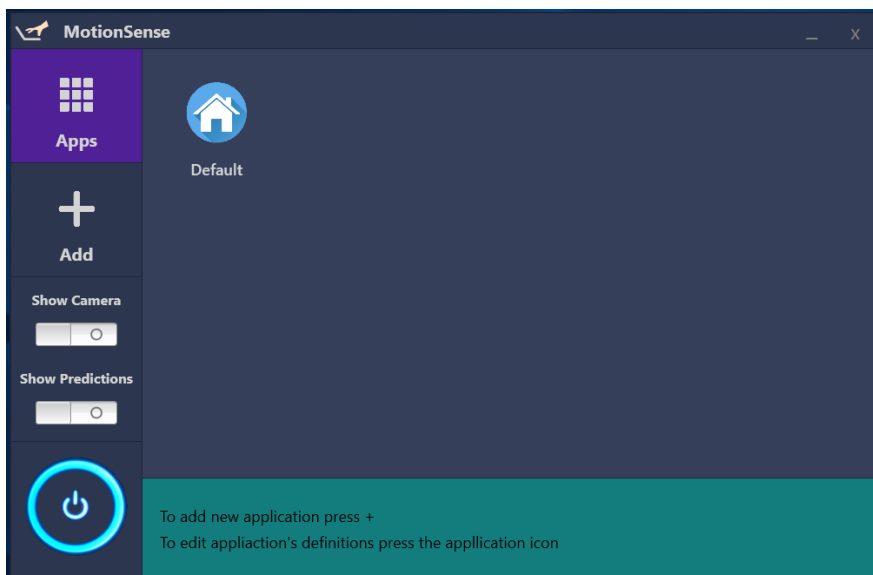 MotionSense
_ x
Apps
Default
Add
Show Camera
O
Show Predictions
O
To add new application press +
To edit appliaction's definitions press the appllication icon